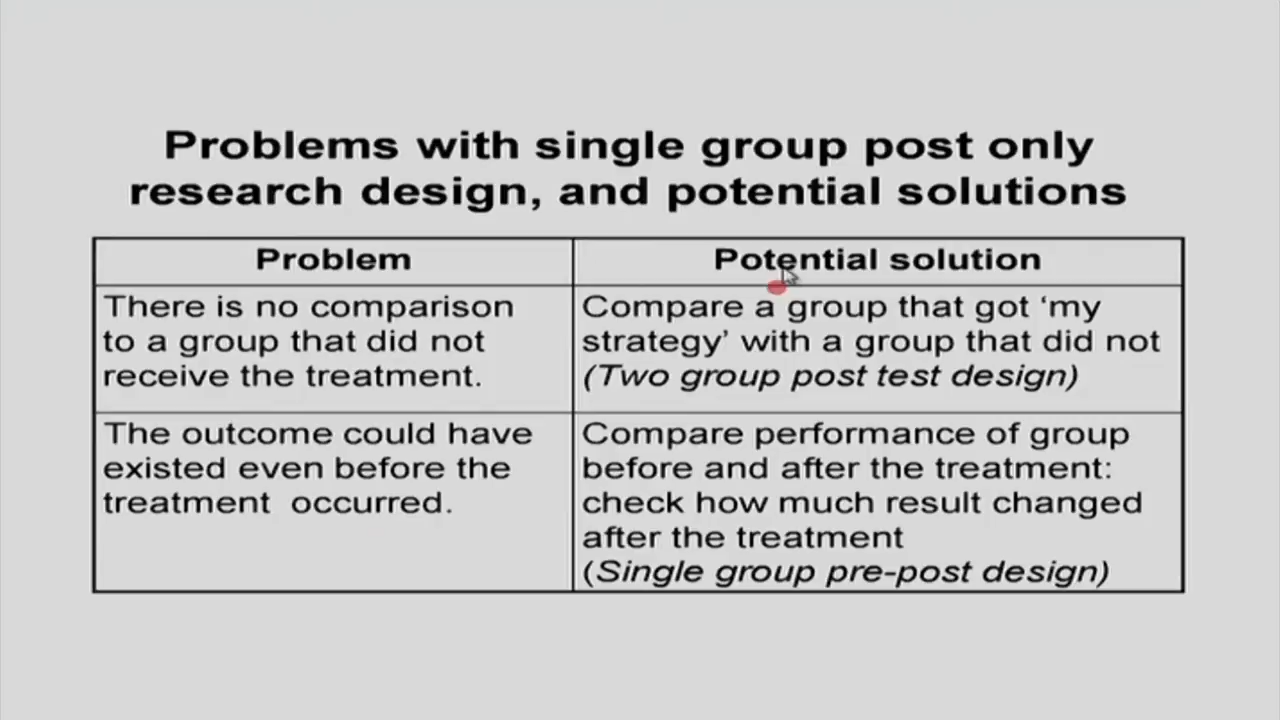 Problems with single group post only
research design, and potential solutions
Problem
Potential solution
There is no comparison
to a group that did not
receive the treatment.
Compare a group that got ‘my
strategy’ with a group that did not
(Two group post test design)
The outcome could have
existed even before the
treatment occurred.
Compare performance of group
before and after the treatment:
check how much result changed
after the treatment
(Single group pre-post design)